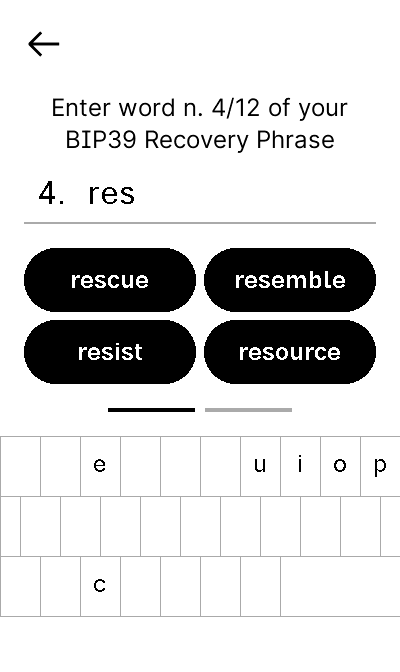 Enter word n. 4/12 of your
BIP39 Recovery Phrase
4. res
rescue resemble
resist resource
e u i o p
c